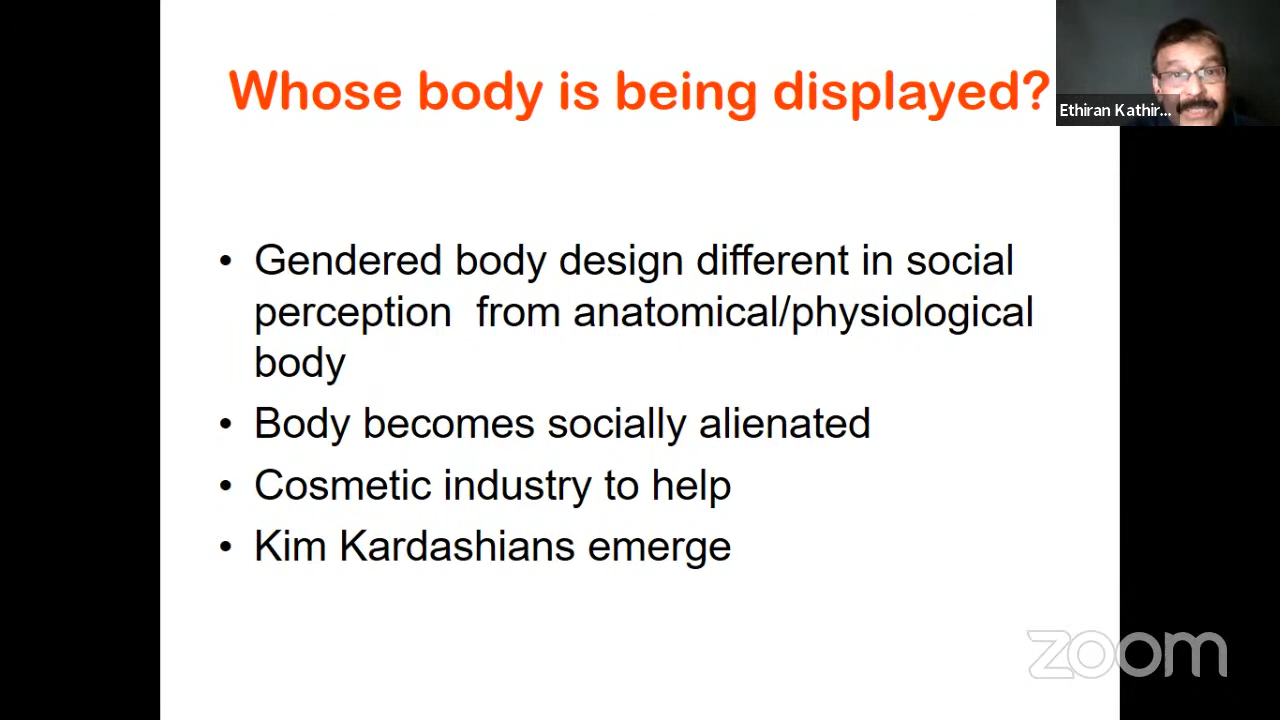 Whose body is being displayed?
Ethiran Kathir...
• Gendered body design different in social
perception from anatomical/physiological
body
• Body becomes socially alienated
• Cosmetic industry to help
• Kim Kardashians emerge
zoom